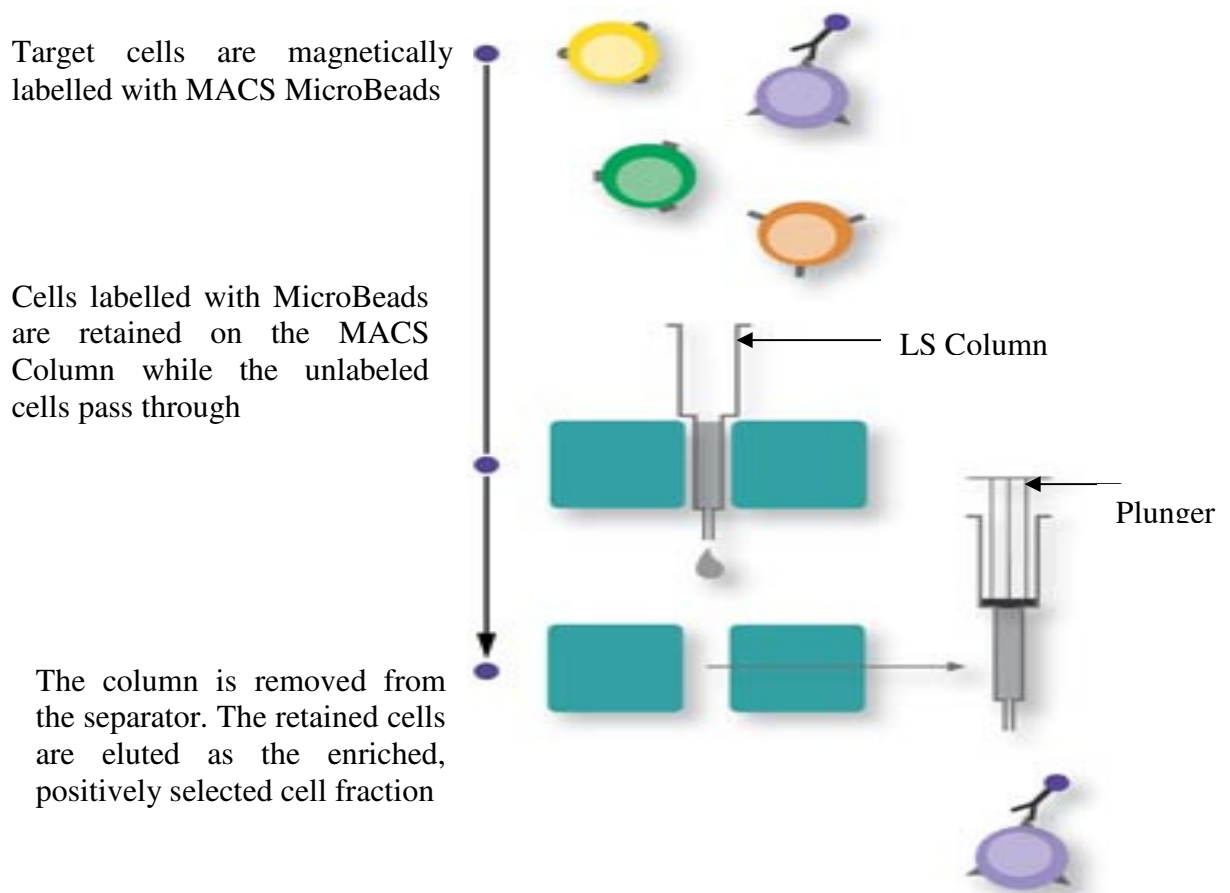 Target cells are magnetically
labelled with MACS MicroBeads
Cells labelled with MicroBeads
are retained on the MACS
Column while the unlabeled
cells pass through
LS Column
Plunger
The column is removed from
the separator. The retained cells
are eluted as the enriched,
positively selected cell fraction